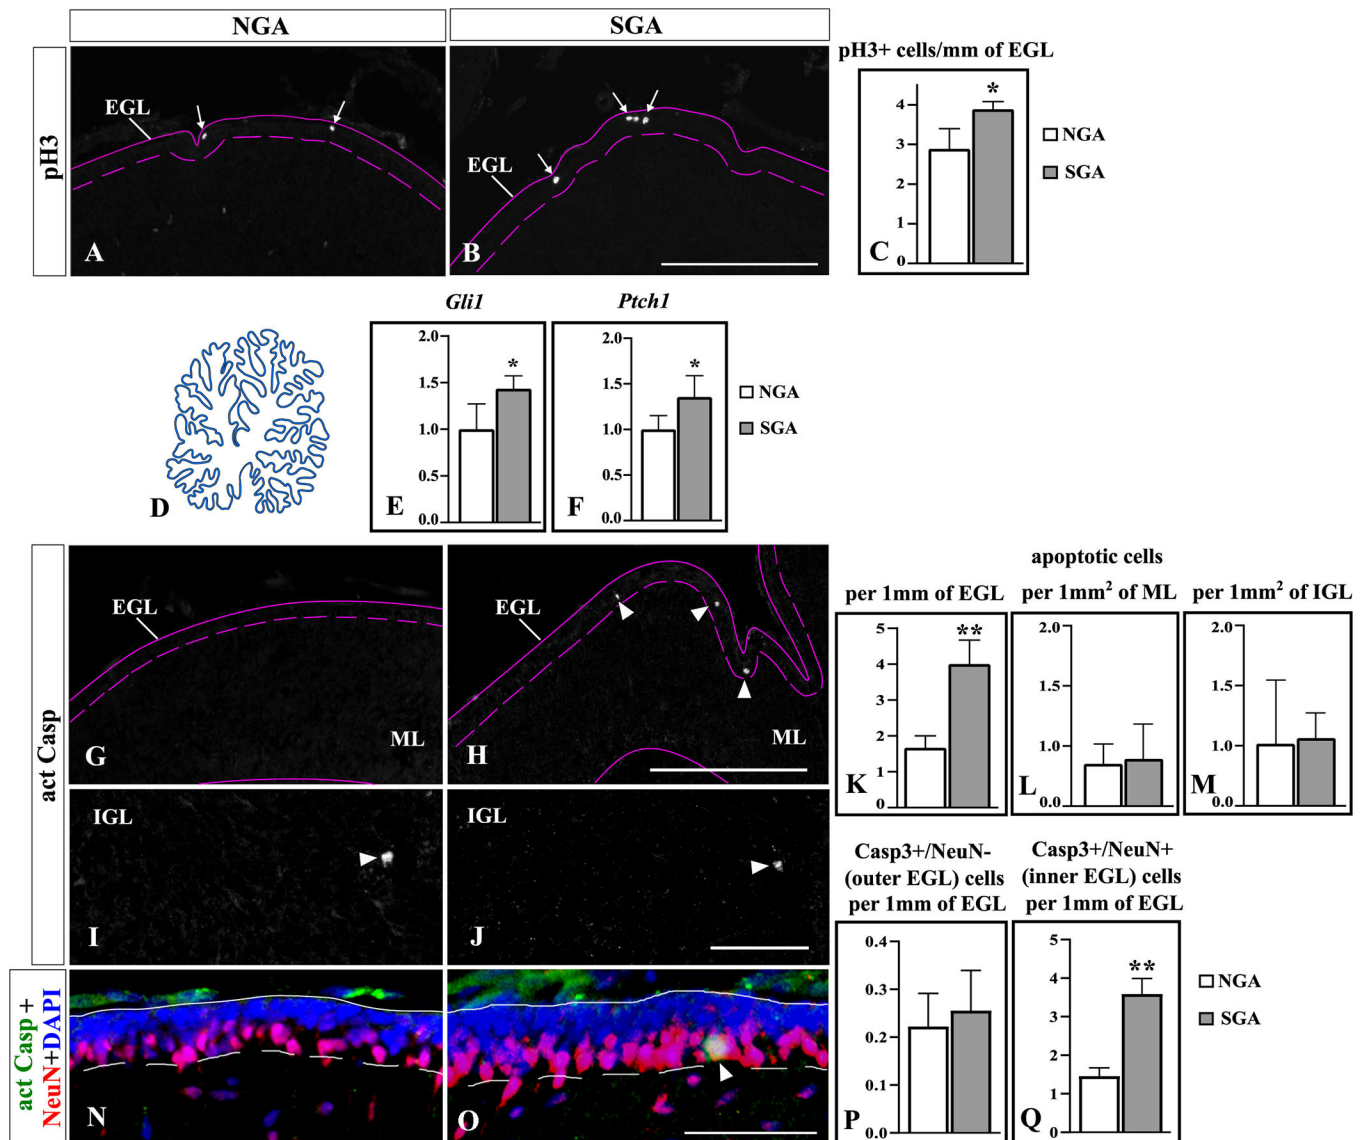 NGA
SGA
pH3
EGL
A
EGL
B
pH3+ cells/mm of EGL
4
3
2
1
0
*
C
NGA
SGA
D
Gli1
2.0
1.5
1.0
0.5
0.0
*
E
Ptch1
2.0
1.5
1.0
0.5
0.0
*
F
NGA
SGA
act Casp
EGL
ML
G
EGL
ML
H
IGL
I
IGL
J
apoptotic cells
per 1mm of EGL
5
4
3
2
1
0
**
K
per 1mm² of ML
2.0
1.5
1.0
0.0
L
per 1mm² of IGL
2.0
1.5
1.0
0.0
M
act Casp +
NeuN+DAPI
N
O
Casp3+/NeuN-
(outer EGL) cells
per 1mm of EGL
0.4
0.3
0.2
0.1
0.0
P
Casp3+/NeuN+
(inner EGL) cells
per 1mm of EGL
5
4
3
2
1
0
**
Q
NGA
SGA